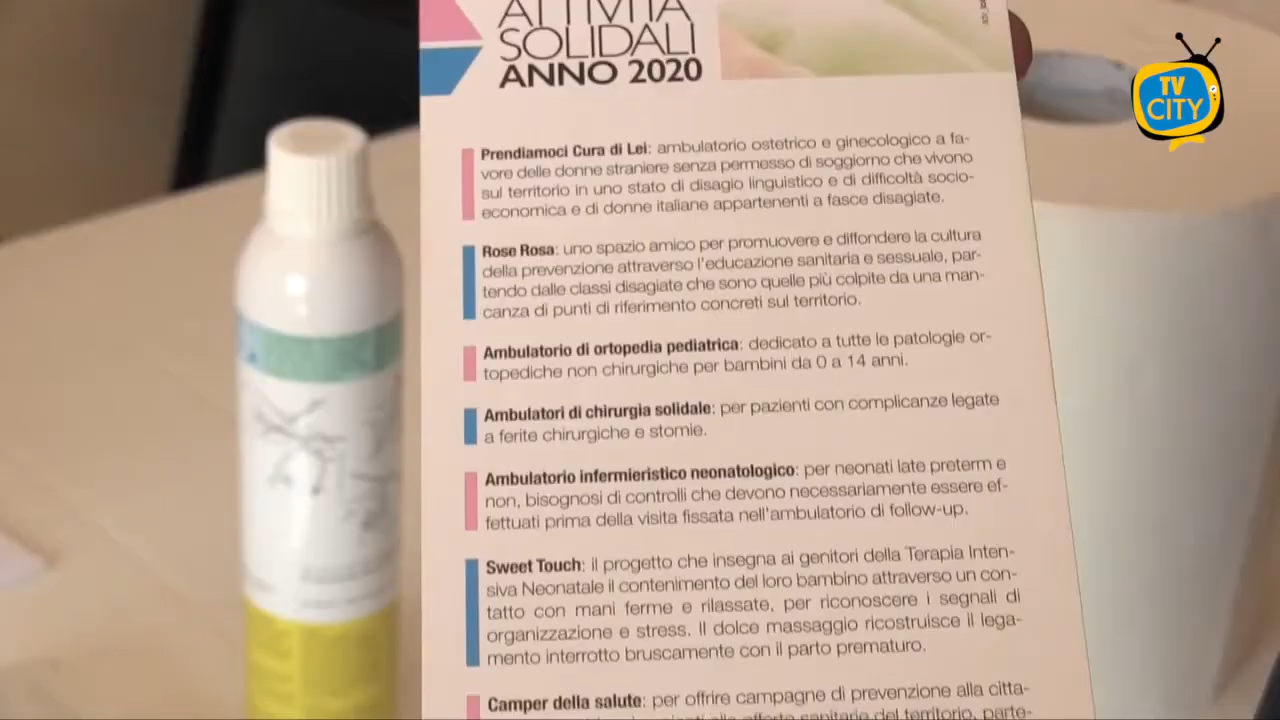 ATTIVITÀ
SOLIDALI
ANNO 2020
TV
CITY
Prendiamoci Cura di Lei: ambulatorio ostetrico e ginecologico a fa-
vore delle donne straniere senza permesso di soggiorno che vivono
sul territorio in uno stato di disagio linguistico e di difficoltà socio-
economica e di donne italiane appartenenti a fasce disagiate.
Rose Rosa: uno spazio amico per promuovere e diffondere la cultura
della prevenzione attraverso l'educazione sanitaria e sessuale, par-
tendo dalle classi disagiate che sono quelle più colpite da una man-
canza di punti di riferimento concreti sul territorio.
Ambulatorio di ortopedia pediatrica: dedicato a tutte le patologie or-
topediche non chirurgiche per bambini da 0 a 14 anni.
Ambulatori di chirurgia solidale: per pazienti con complicanze legate
a ferite chirurgiche e stomie.
Ambulatorio infermieristico neonatologico: per neonati late preterm e
non, bisognosi di controlli che devono necessariamente essere ef-
fettuati prima della visita fissata nell'ambulatorio di follow-up.
Sweet Touch: il progetto che insegna ai genitori della Terapia Inten-
siva Neonatale il contenimento del loro bambino attraverso un con-
tatto con mani ferme e rilassate, per riconoscere i segnali di
organizzazione e stress. Il dolce massaggio ricostruisce il lega-
mento interrotto bruscamente con il parto prematuro.
Camper della salute: per offrire campagne di prevenzione alla citta-
offerta sanitaria del territorio, parte-